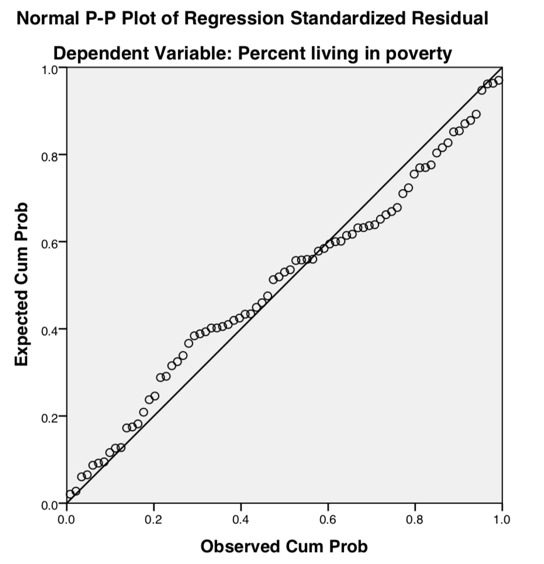 Normal P-P Plot of Regression Standardized Residual
Dependent Variable: Percent living in poverty
1.0
0.8
0.6
0.4
0.2
0.0
Expected Cum Prob
0.0 0.2 0.4 0.6 0.8 1.0
Observed Cum Prob